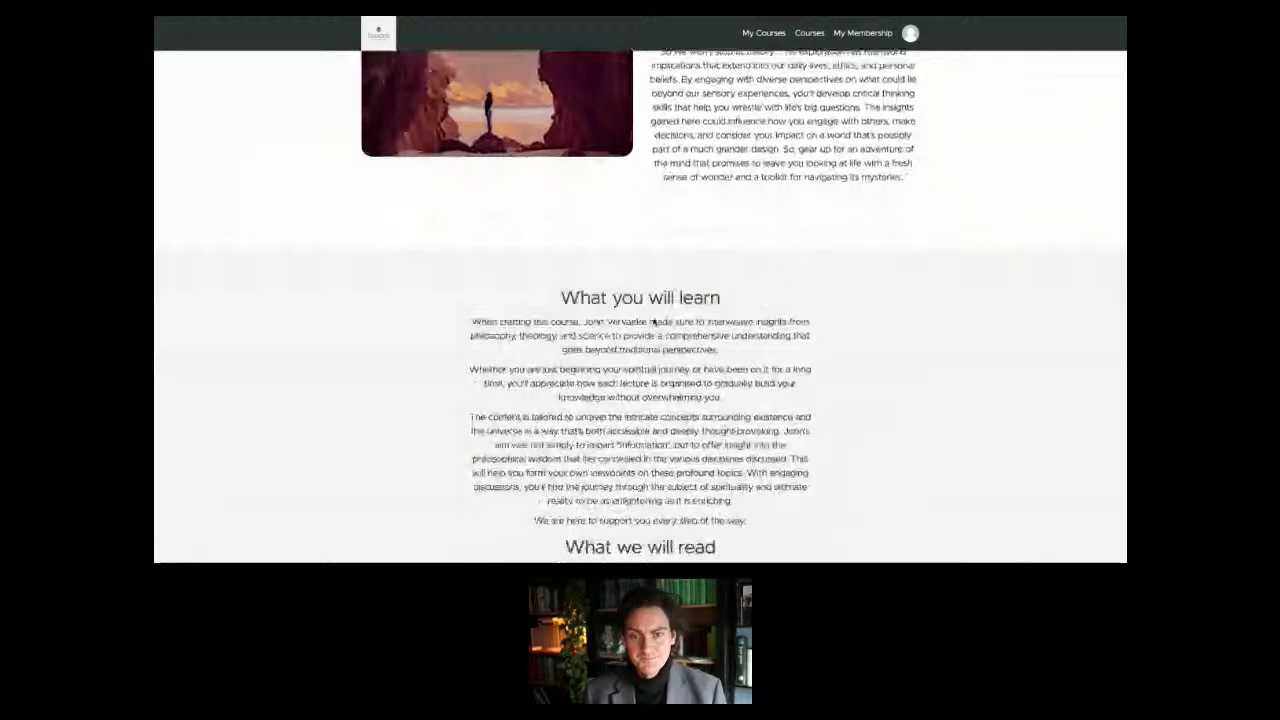 My Courses Courses My Membership
implications that extend into our daily lives, ethics, and personal
beliefs. By engaging with diverse perspectives on what could lie
beyond our sensory experiences, you'll develop critical thinking
skills that help you wrestle with life's big questions. The insights
gained here could influence how you engage with others, make
decisions, and consider your impact on a world that's possibly
part of a much grander design. So, gear up for an adventure of
the mind that promises to leave you looking at life with a fresh
sense of wonder and a toolkit for navigating its mysteries.
What you will learn
When crafting this course, John Vervaeke made sure to interweave insights from
philosophy, theology, and science to provide a comprehensive understanding that
goes beyond traditional perspectives.
Whether you are just beginning your spiritual journey or have been on it for a long
time, you'll appreciate how each lecture is organised to gradually build your
knowledge without overwhelming you.
The content is tailored to unravel the intricate concepts surrounding existence and
the universe in a way that's both accessible and deeply thought-provoking. John's
aim was not simply to impart "information", but to offer insight into the
philosophical wisdom that lies concealed in the various disciplines discussed. This
will help you form your own viewpoints on these profound topics. With engaging
discussions, you'll find the journey through the subject of spirituality and ultimate
reality to be as enlightening as it is enriching.
We are here to support you every step of the way.
What we will read